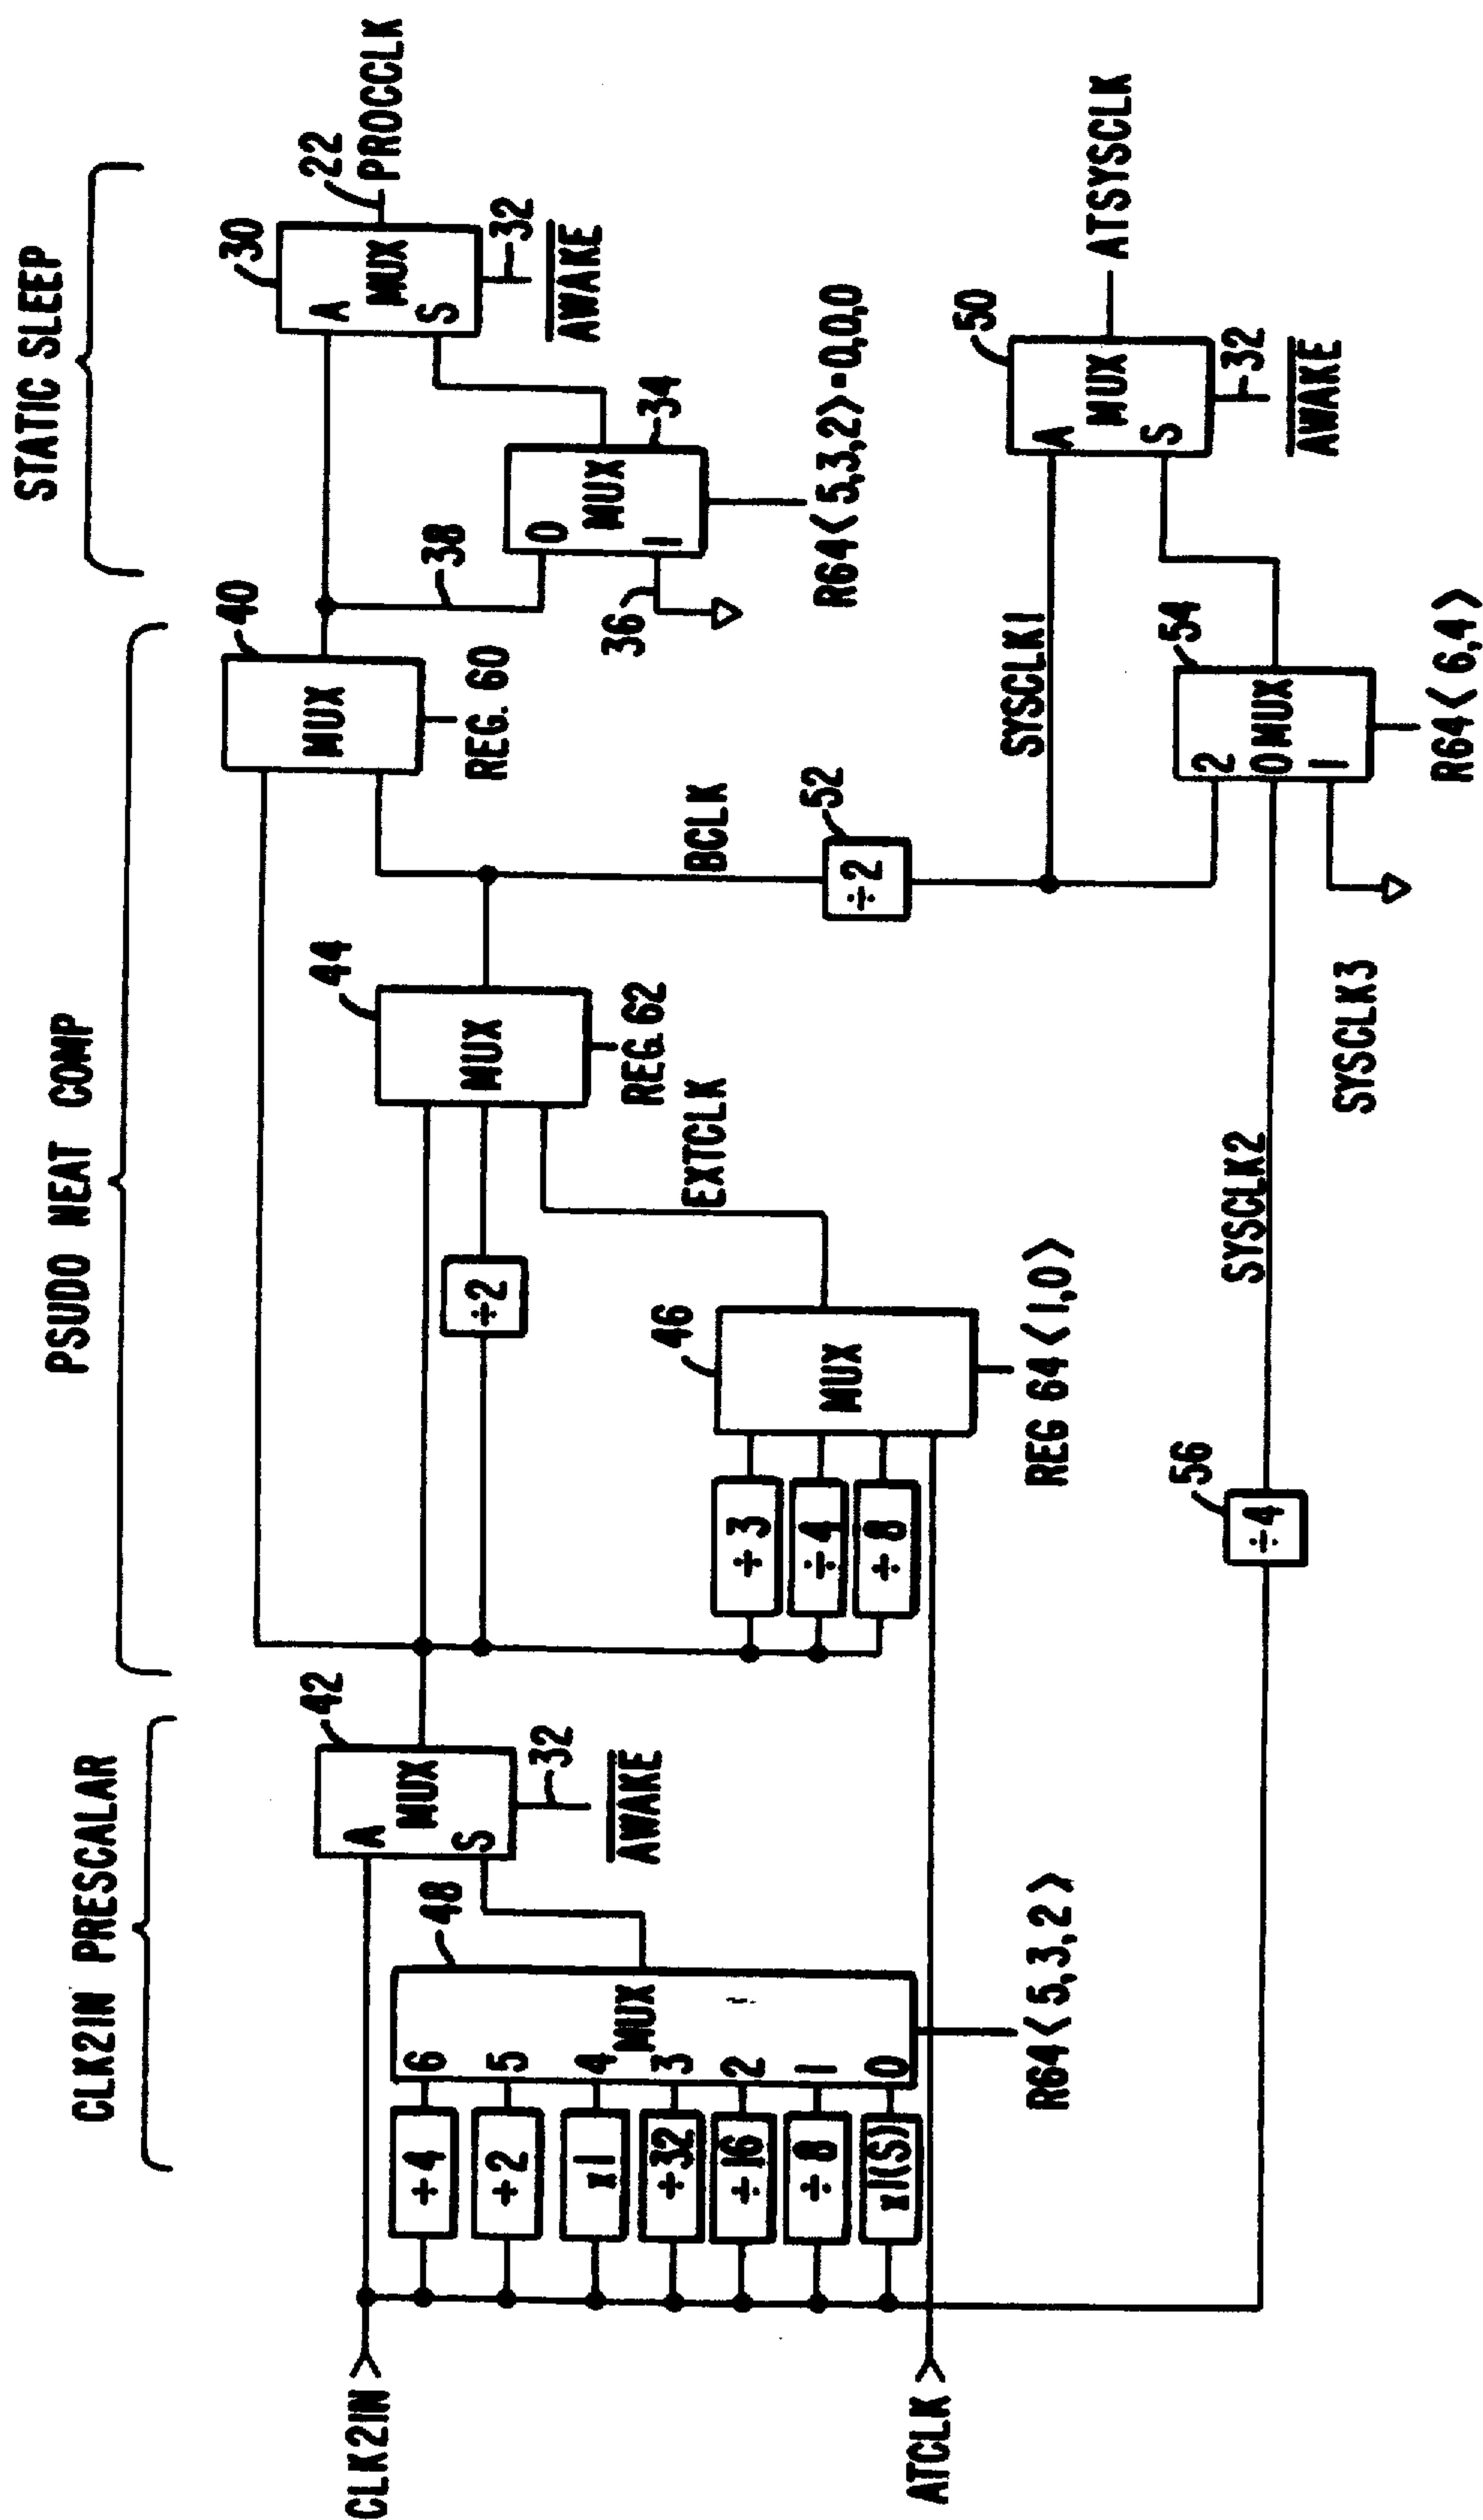 CLK2IN PRESCALAR
PSUDO NEAT COMP
STATIC SLEEP
CLK2IN
ATCLK
÷4
÷2
x1
÷32
÷16
÷8
x1(S)
6
5
4
3
2
1
0
MUX
48
R64<5,3,2>
A
MUX
S
42
32
AWAKE
÷2
÷3
÷4
÷8
MUX
46
REG 64 <1,0>
EXTCLK
MUX
44
REG. 62
BCLK
÷2
52
MUX
40
REG. 60
38
36
0
MUX
1
34
R64<5,3,2>=0,0,0
A
MUX
S
30
22
PROCCLK
32
AWAKE
÷4
56
SYSCLK2
SYSCLK3
SYSCLK1
2
0MUX
1
54
R64<6,4>
A
MUX
S
50
32
AWAKE
ATSYSCLK